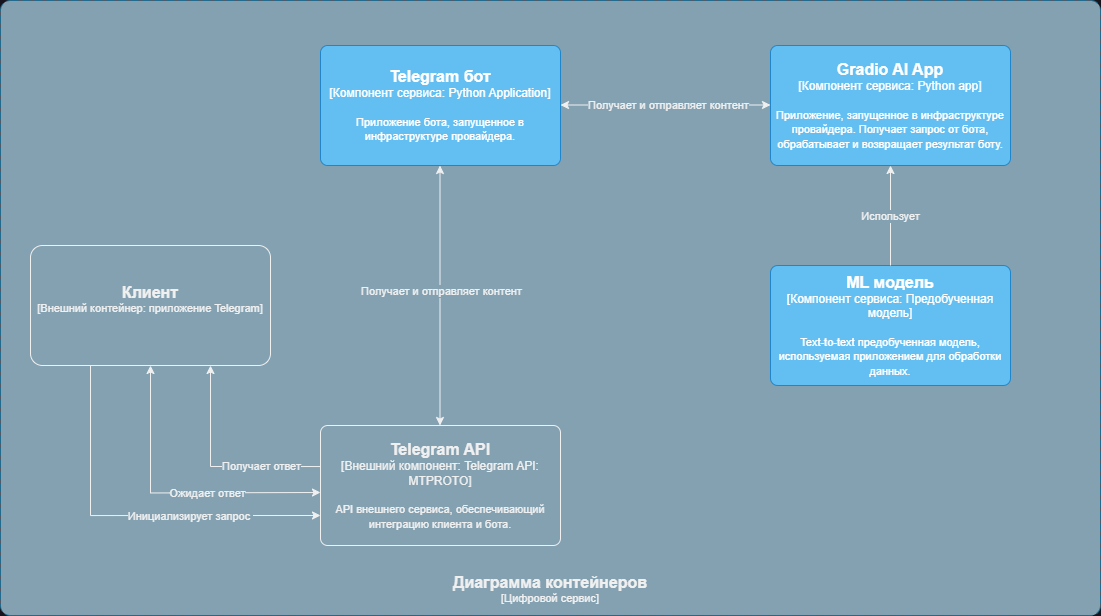 Telegram бот
[Компонент сервиса: Python Application]
Приложение бота, запущенное в
инфраструктуре провайдера.
Получает и отправляет контент
Gradio AI App
[Компонент сервиса: Python app]
Приложение, запущенное в инфраструктуре
провайдера. Получает запрос от бота,
обрабатывает и возвращает результат боту.
Использует
ML модель
[Компонент сервиса: Предобученная
модель]
Text-to-text предобученная модель,
используемая приложением для обработки
данных.
Клиент
[Внешний контейнер: приложение Telegram]
Получает и отправляет контент
Telegram API
[Внешний компонент: Telegram API:
MTPROTO]
API внешнего сервиса, обеспечивающий
интеграцию клиента и бота.
Получает ответ
Ожидает ответ
Инициализирует запрос
Диаграмма контейнеров
[Цифровой сервис]